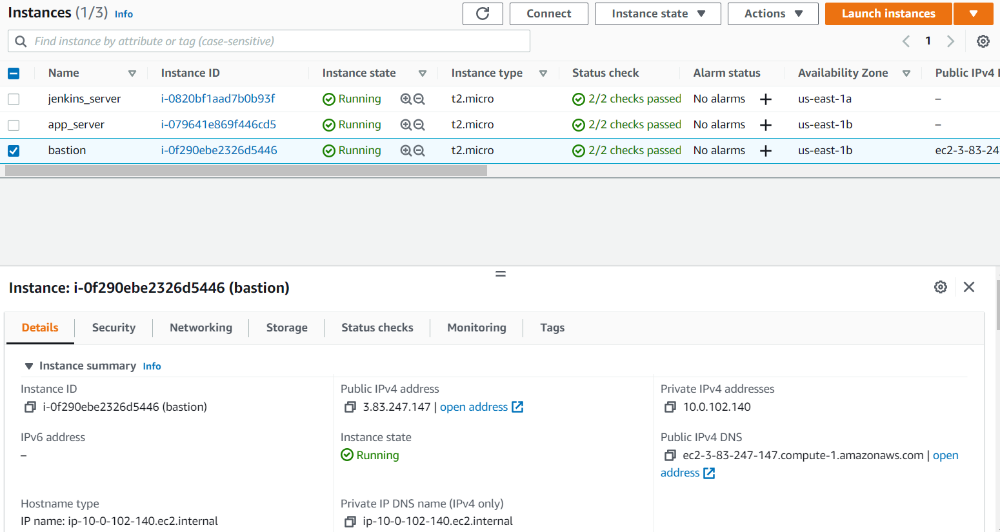 Instances (1/3) Info
Connect
Instance state
Actions
Launch instances
Find instance by attribute or tag (case-sensitive)
1
Name Instance ID Instance state Instance type Status check Alarm status Availability Zone Public IPv4
jenkins_server i-0820bf1aad7b0b93f Running t2.micro 2/2 checks passed No alarms + us-east-1a –
app_server i-079641e869f446cd5 Running t2.micro 2/2 checks passed No alarms + us-east-1b –
bastion i-0f290ebe2326d5446 Running t2.micro 2/2 checks passed No alarms + us-east-1b ec2-3-83-24
Instance: i-0f290ebe2326d5446 (bastion)
Details Security Networking Storage Status checks Monitoring Tags
Instance summary Info
Instance ID
i-0f290ebe2326d5446 (bastion)
Public IPv4 address
3.83.247.147 | open address
Private IPv4 addresses
10.0.102.140
IPv6 address
–
Instance state
Running
Public IPv4 DNS
ec2-3-83-247-147.compute-1.amazonaws.com | open
address
Hostname type
IP name: ip-10-0-102-140.ec2.internal
Private IP DNS name (IPv4 only)
ip-10-0-102-140.ec2.internal